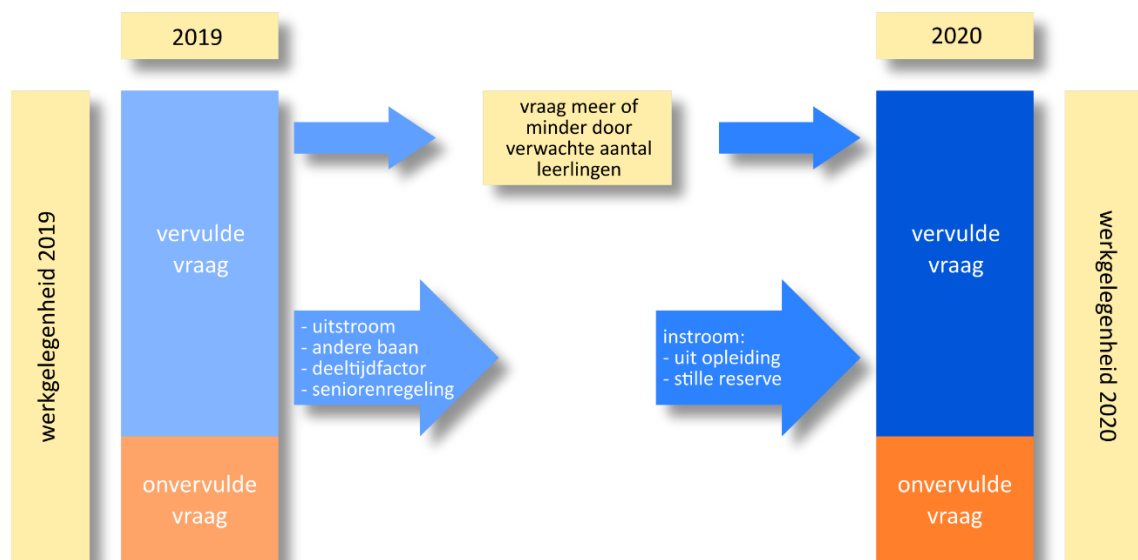 2019
2020
werkgelegenheid 2019
vraag meer of
minder door
verwachte aantal
leerlingen
vervulde
vraag
vervulde
vraag
- uitstroom
- andere baan
- deeltijdfactor
- seniorenregeling
instroom:
- uit opleiding
- stille reserve
onvervulde
vraag
onvervulde
vraag
werkgelegenheid 2020